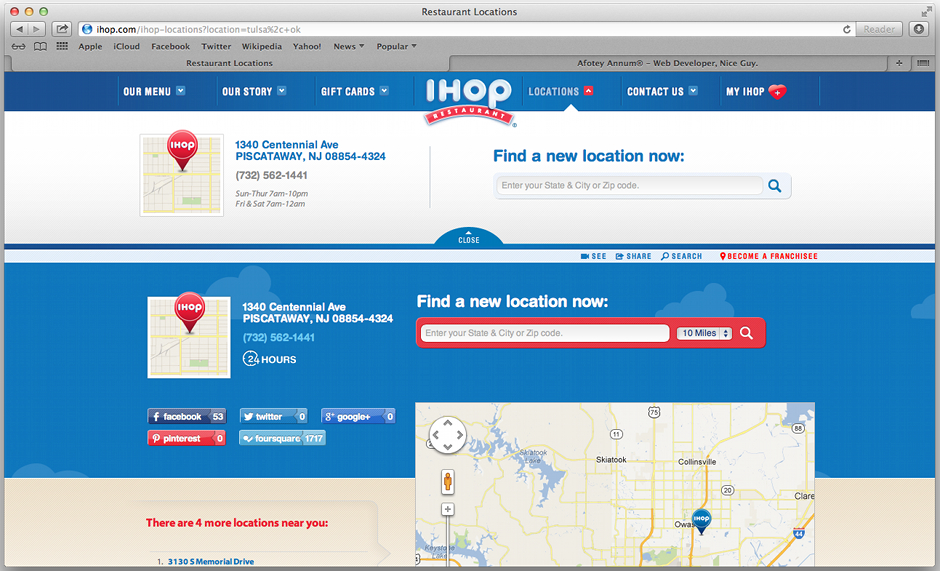 Restaurant Locations
ihop.com/ihop-locations?location=tulsa%2c+ok
Reader
Apple iCloud Facebook Twitter Wikipedia Yahoo! News Popular
Restaurant Locations
Afotey Annum® – Web Developer, Nice Guy.
OUR MENU OUR STORY GIFT CARDS IHOP RESTAURANT ® LOCATIONS CONTACT US MY IHOP
IHOP
1340 Centennial Ave
PISCATAWAY, NJ 08854-4324
(732) 562-1441
Sun-Thur 7am-10pm
Fri & Sat 7am-12am
Find a new location now:
Enter your State & City or Zip code.
CLOSE
SEE SHARE SEARCH BECOME A FRANCHISEE
IHOP
1340 Centennial Ave
PISCATAWAY, NJ 08854-4324
(732) 562-1441
24 HOURS
Find a new location now:
Enter your State & City or Zip code.
10 Miles
facebook 53 twitter 0 google+ 0
pinterest 0 foursquare 1717
75
88
11
Skiatook Lake
Skiatook
Collinsville
20
Clare
IHOP
Owas
44
Keystone Lake
There are 4 more locations near you:
1. 3130 S Memorial Drive